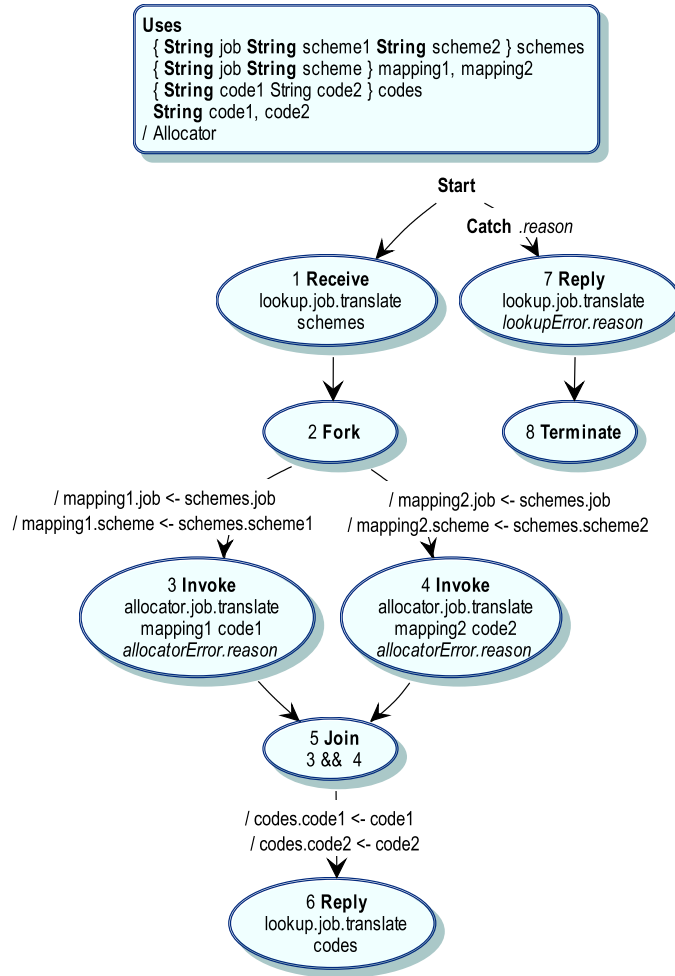 Uses
{ String job String scheme1 String scheme2 } schemes
{ String job String scheme } mapping1, mapping2
{ String code1 String code2 } codes
String code1, code2
/ Allocator
Start
Catch .reason
1 Receive
lookup.job.translate
schemes
7 Reply
lookup.job.translate
lookupError.reason
2 Fork
8 Terminate
/ mapping1.job <- schemes.job
/ mapping1.scheme <- schemes.scheme1
/ mapping2.job <- schemes.job
/ mapping2.scheme <- schemes.scheme2
3 Invoke
allocator.job.translate
mapping1 code1
allocatorError.reason
4 Invoke
allocator.job.translate
mapping2 code2
allocatorError.reason
5 Join
3 && 4
/ codes.code1 <- code1
/ codes.code2 <- code2
6 Reply
lookup.job.translate
codes